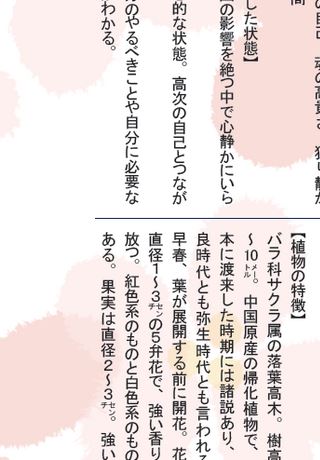 間
した状態】
の影響を絶つ中で心静かにいら
的な状態。高次の自己とつなが
のやるべきことや自分に必要な
わかる。
【植物の特徴】
バラ科サクラ属の落葉高木。樹高
〜10メートル。中国原産の帰化植物で、
本に渡来した時期には諸説あり、
良時代とも弥生時代とも言われる
早春、葉が展開する前に開花。花
直径1〜3センチの5弁花で、強い香り
放つ。紅色系のものと白色系のもの
ある。果実は直径2〜3センチ。強い